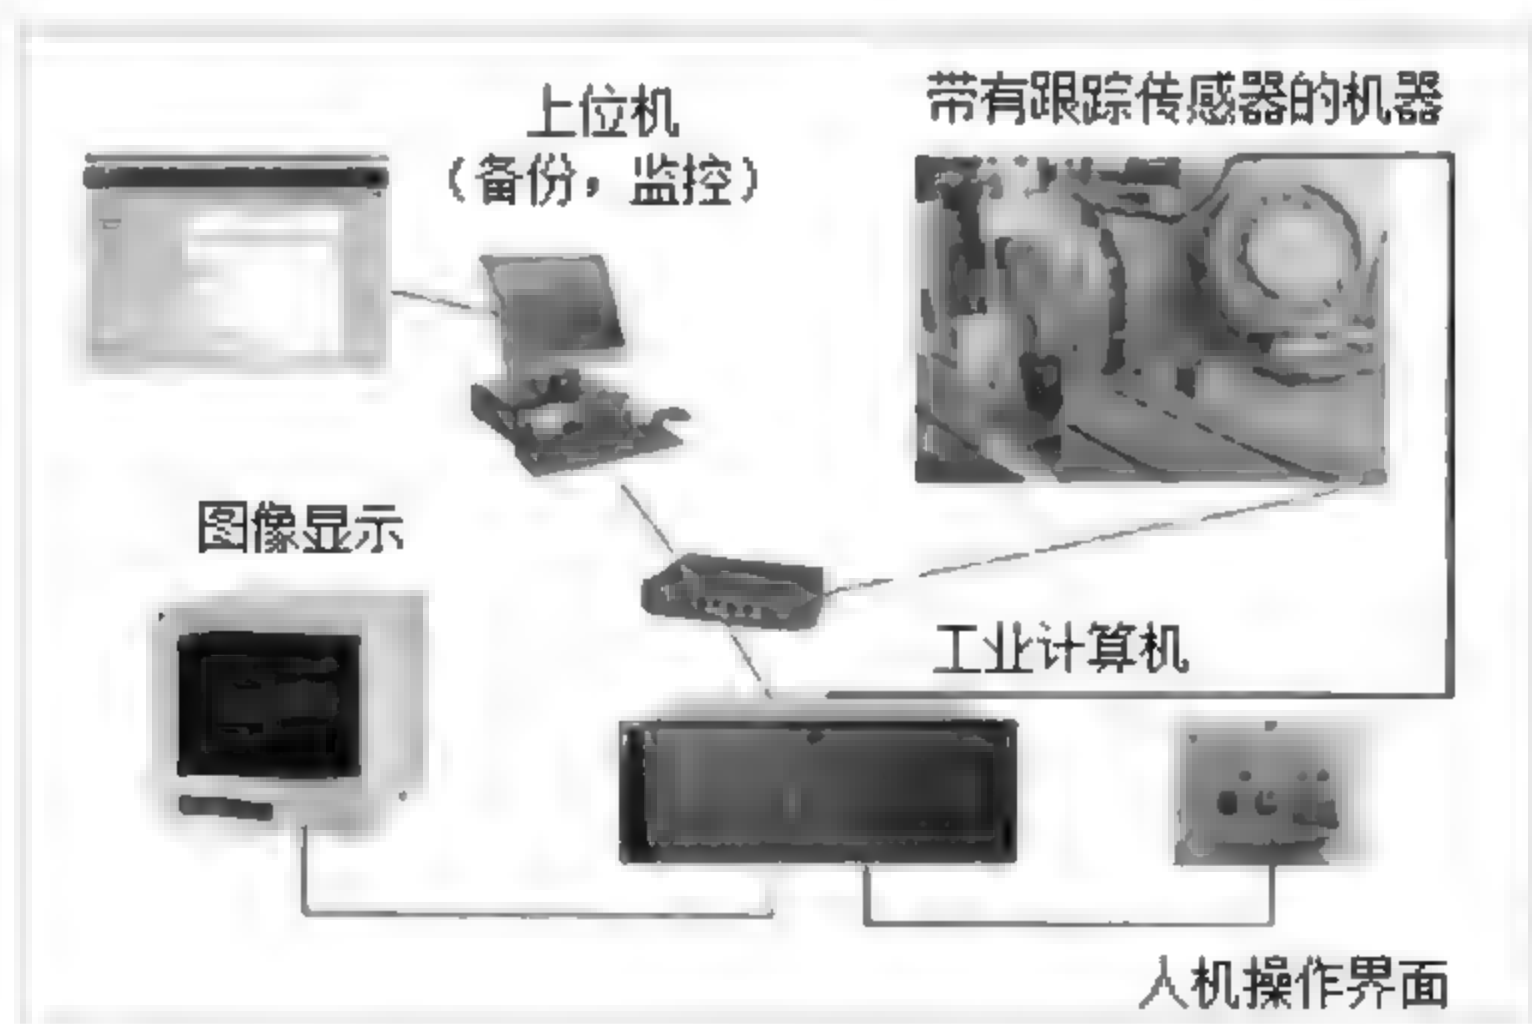 上位机
（备份，监控）
带有跟踪传感器的机器
图像显示
工业计算机
人机操作界面